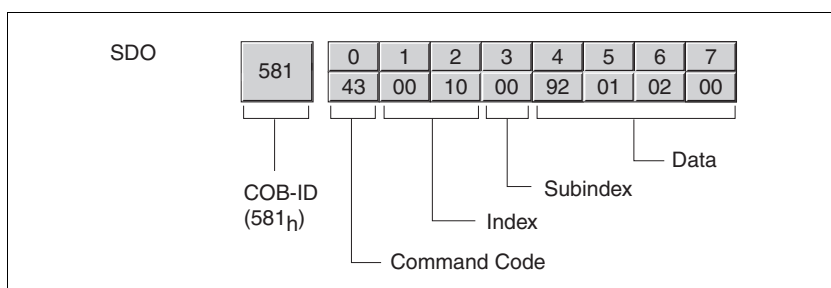 SDO
581
0 1 2 3 4 5 6 7
43 00 10 00 92 01 02 00
Data
Subindex
COB-ID
(581h)
Index
Command Code